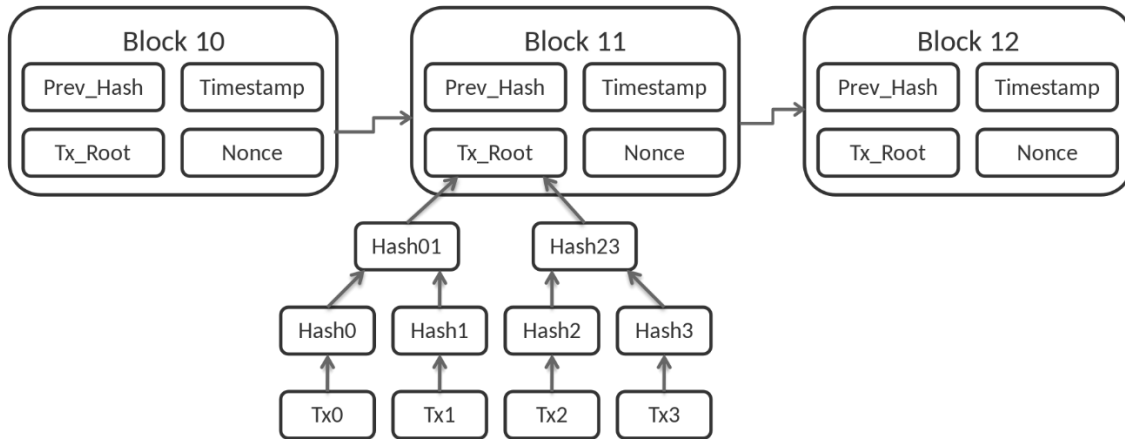 Block 10
Block 11
Block 12
Prev_Hash
Timestamp
Prev_Hash
Timestamp
Prev_Hash
Timestamp
Tx_Root
Nonce
Tx_Root
Nonce
Tx_Root
Nonce
Hash01
Hash23
Hash0
Hash1
Hash2
Hash3
Tx0
Tx1
Tx2
Tx3